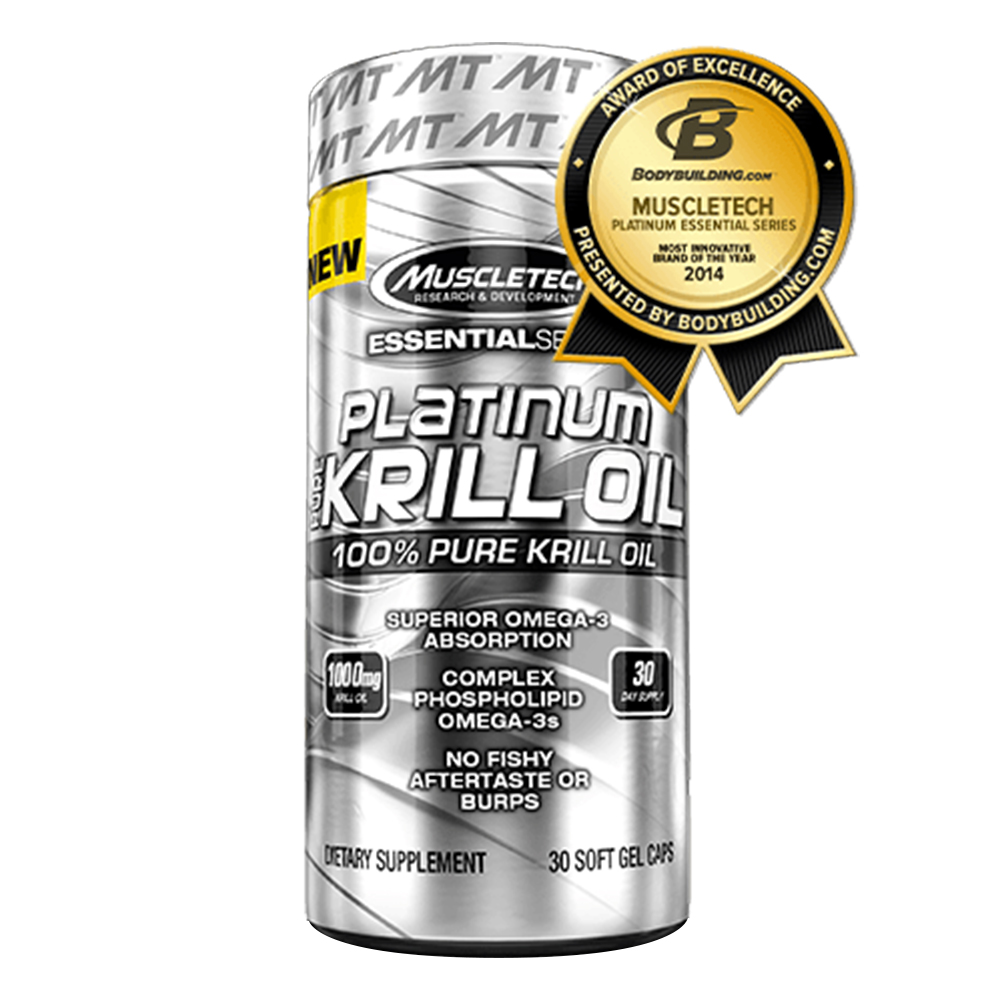 MT MT MT
MT MT MT
NEW
MUSCLETECH
RESEARCH & DEVELOPMENT
ESSENTIAL
PLATINUM
PURE
KRILL OIL
100% PURE KRILL OIL
SUPERIOR OMEGA-3
ABSORPTION
1000mg
KRILL OIL
COMPLEX
PHOSPHOLIPID
OMEGA-3s
30
DAY SUPPLY
NO FISHY
AFTERTASTE OR
BURPS
DIETARY SUPPLEMENT
30 SOFT GEL CAPS
AWARD OF EXCELLENCE
B
BODYBUILDING.com
MUSCLETECH
PLATINUM ESSENTIAL SERIES
MOST INNOVATIVE
BRAND OF THE YEAR
2014
PRESENTED BY BODYBUILDING.COM